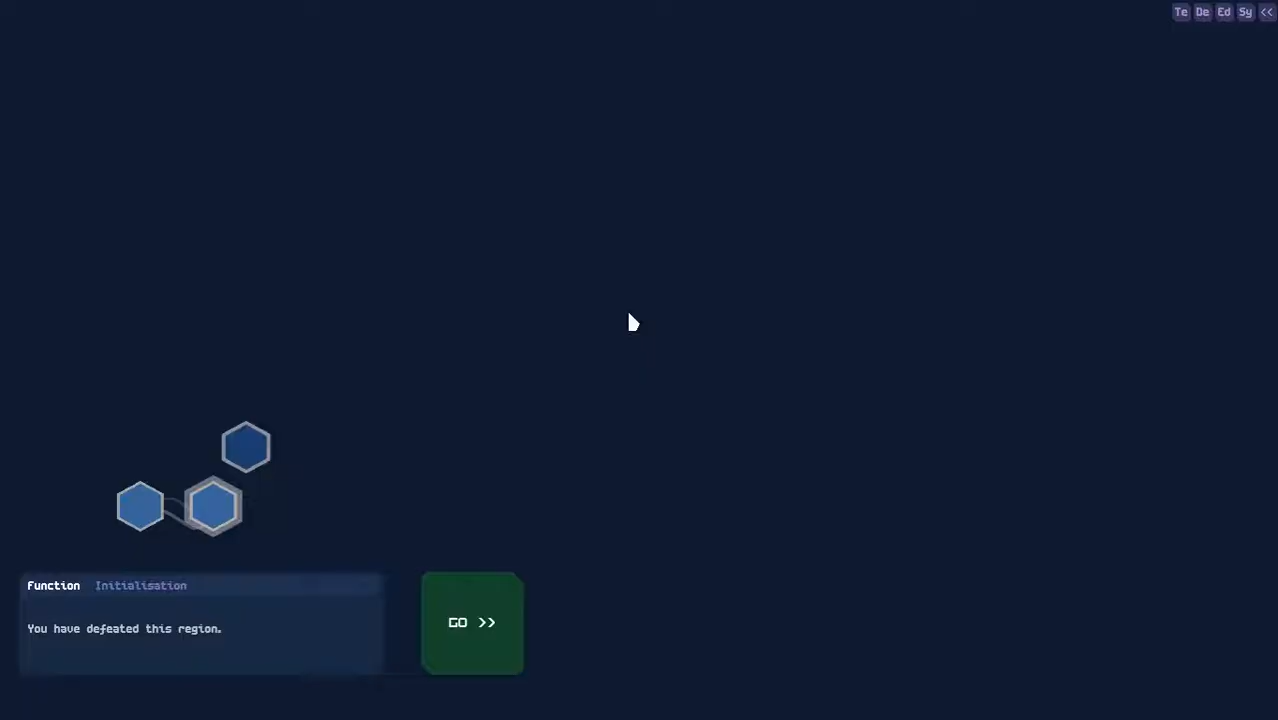 Te De Ed Sy <<
Function Initialisation
You have defeated this region.
GO >>